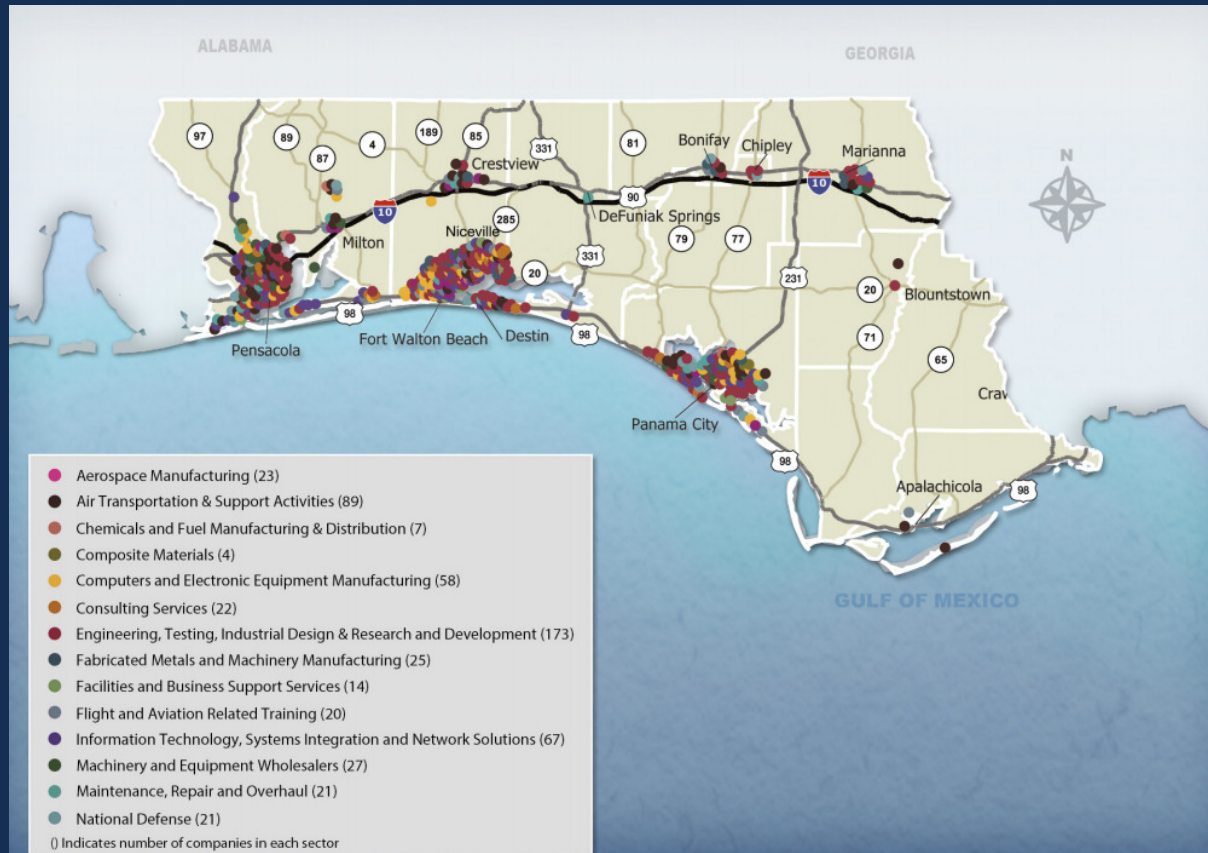 ALABAMA
GEORGIA
97
89
87
4
189
85
331
81
Bonifay
Chipley
Marianna
Crestview
N
10
90
10
DeFuniak Springs
Milton
Niceville
285
79
77
20
331
231
20
Blountstown
98
Fort Walton Beach
Destin
98
71
65
Pensacola
Craw
Panama City
98
Apalachicola
98
GULF OF MEXICO
Aerospace Manufacturing (23)
Air Transportation & Support Activities (89)
Chemicals and Fuel Manufacturing & Distribution (7)
Composite Materials (4)
Computers and Electronic Equipment Manufacturing (58)
Consulting Services (22)
Engineering, Testing, Industrial Design & Research and Development (173)
Fabricated Metals and Machinery Manufacturing (25)
Facilities and Business Support Services (14)
Flight and Aviation Related Training (20)
Information Technology, Systems Integration and Network Solutions (67)
Machinery and Equipment Wholesalers (27)
Maintenance, Repair and Overhaul (21)
National Defense (21)
() Indicates number of companies in each sector